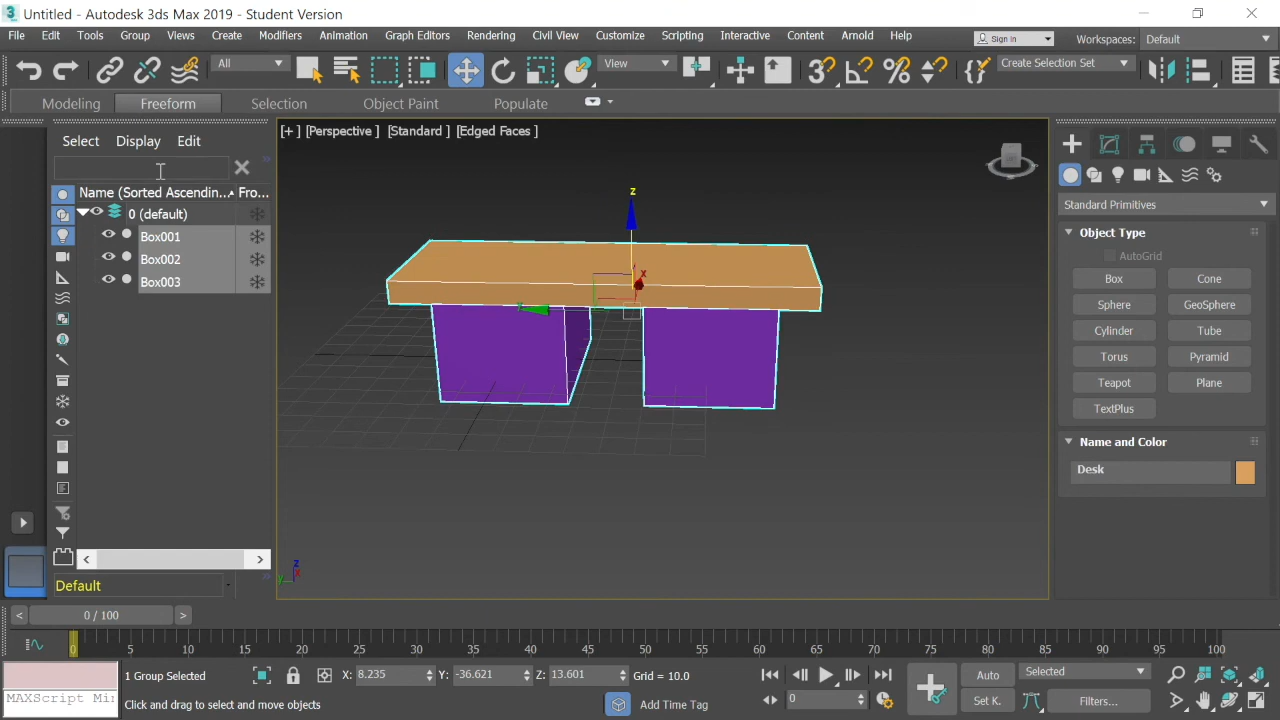 Untitled - Autodesk 3ds Max 2019 - Student Version
File Edit Tools Group Views Create Modifiers Animation Graph Editors Rendering Civil View Customize Scripting Interactive Content Arnold Help Sign In Workspaces: Default
All View Create Selection Set
Modeling Freeform Selection Object Paint Populate
Select Display Edit
[+ ] [Perspective ] [Standard ] [Edged Faces ]
Name (Sorted Ascendin... Fro...
0 (default)
Box001
Box002
Box003
Default
z
x
y
z
x
y
Standard Primitives
Object Type
AutoGrid
Box Cone
Sphere GeoSphere
Cylinder Tube
Torus Pyramid
Teapot Plane
TextPlus
Name and Color
Desk
< 0 / 100 >
0 5 10 15 20 25 30 35 40 45 50 55 60 65 70 75 80 85 90 95 100
1 Group Selected X: 8.235 Y: -36.621 Z: 13.601 Grid = 10.0 Auto Selected
MAXScript Mi Click and drag to select and move objects Add Time Tag 0 Set K. Filters...